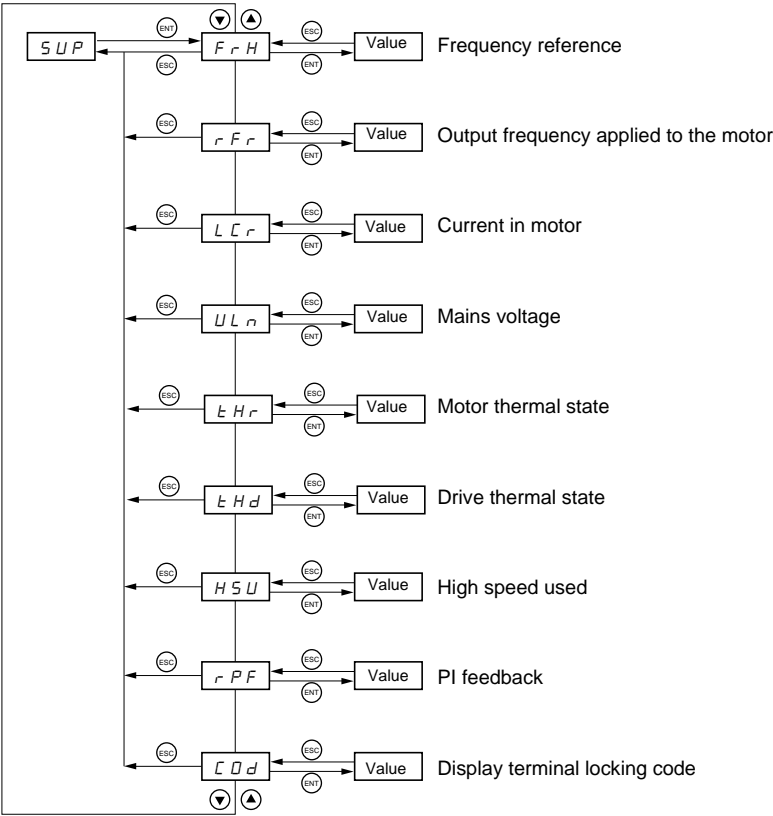 ENT
SUP FrH ESC Value Frequency reference
ESC ENT
ESC rFr ESC Value Output frequency applied to the motor
ENT
ESC LCr ESC Value Current in motor
ENT
ESC ULn ESC Value Mains voltage
ENT
ESC tHr ESC Value Motor thermal state
ENT
ESC tHd ESC Value Drive thermal state
ENT
ESC HSU ESC Value High speed used
ENT
ESC rPF ESC Value PI feedback
ENT
ESC COd ESC Value Display terminal locking code
ENT